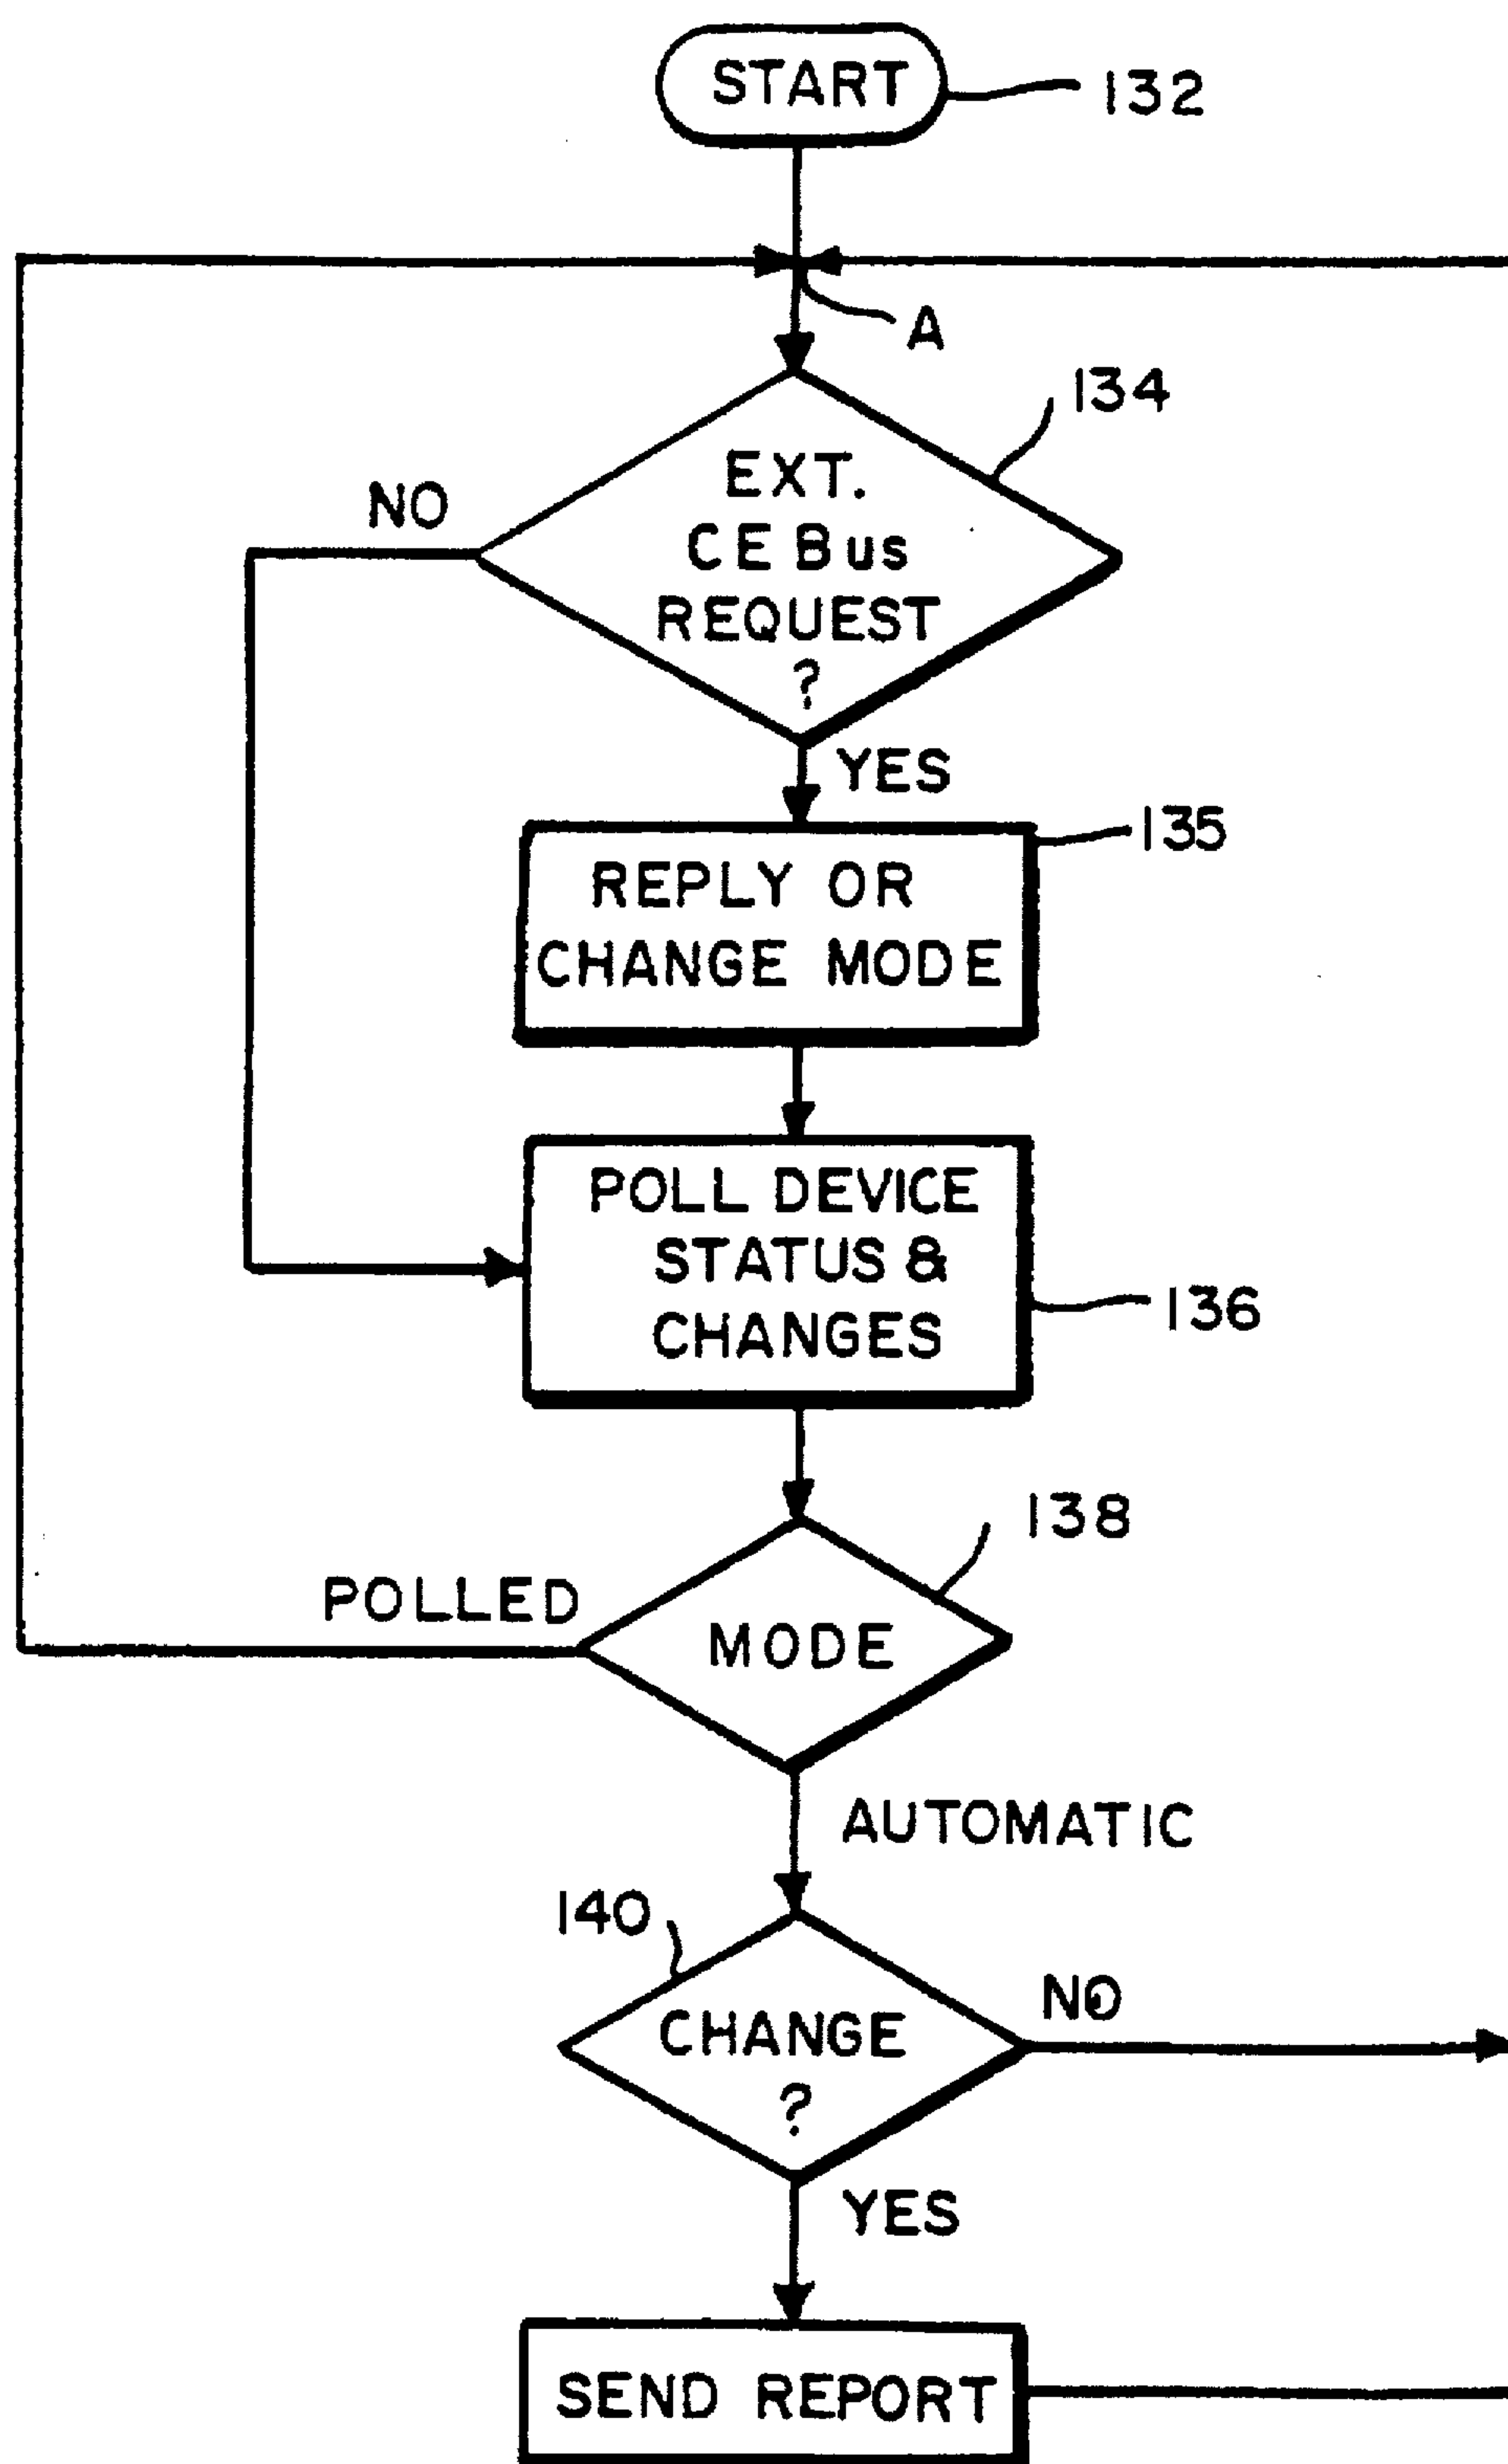 START
132
A
134
NO
EXT.
CEBus
REQUEST
?
YES
135
REPLY OR
CHANGE MODE
POLL DEVICE
STATUS &
CHANGES
136
138
POLLED
MODE
AUTOMATIC
140
NO
CHANGE
?
YES
SEND REPORT